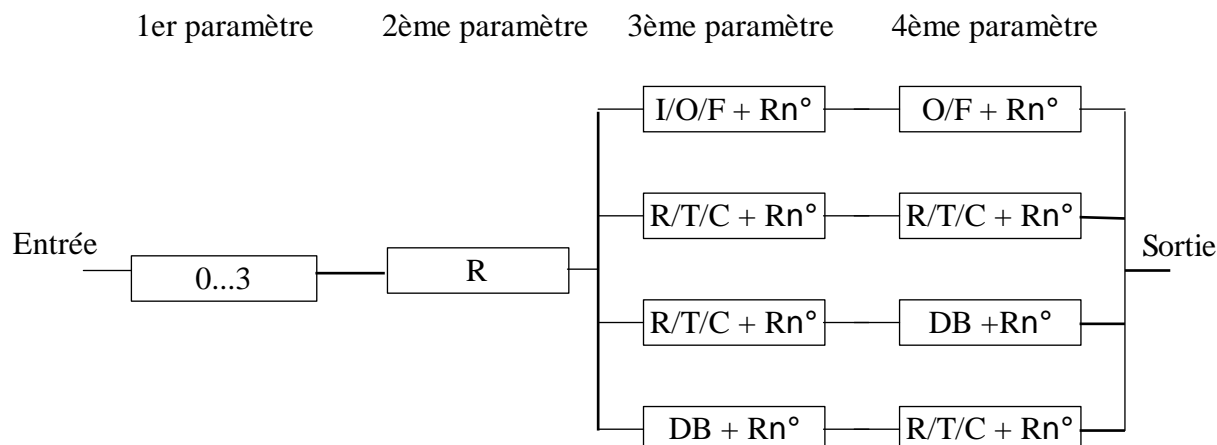 1er paramètre 2ème paramètre 3ème paramètre 4ème paramètre
I/O/F + Rn° O/F + Rn°
R/T/C + Rn° R/T/C + Rn°
Entrée 0...3 R Sortie
R/T/C + Rn° DB +Rn°
DB + Rn° R/T/C + Rn°